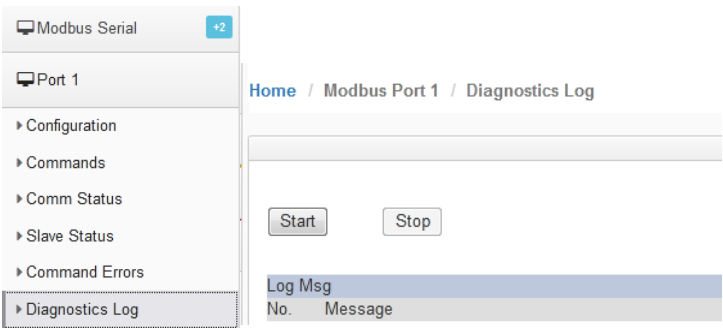 Modbus Serial +2
Port 1
Configuration
Commands
Comm Status
Slave Status
Command Errors
Diagnostics Log
Home / Modbus Port 1 / Diagnostics Log
Start Stop
Log Msg
No. Message